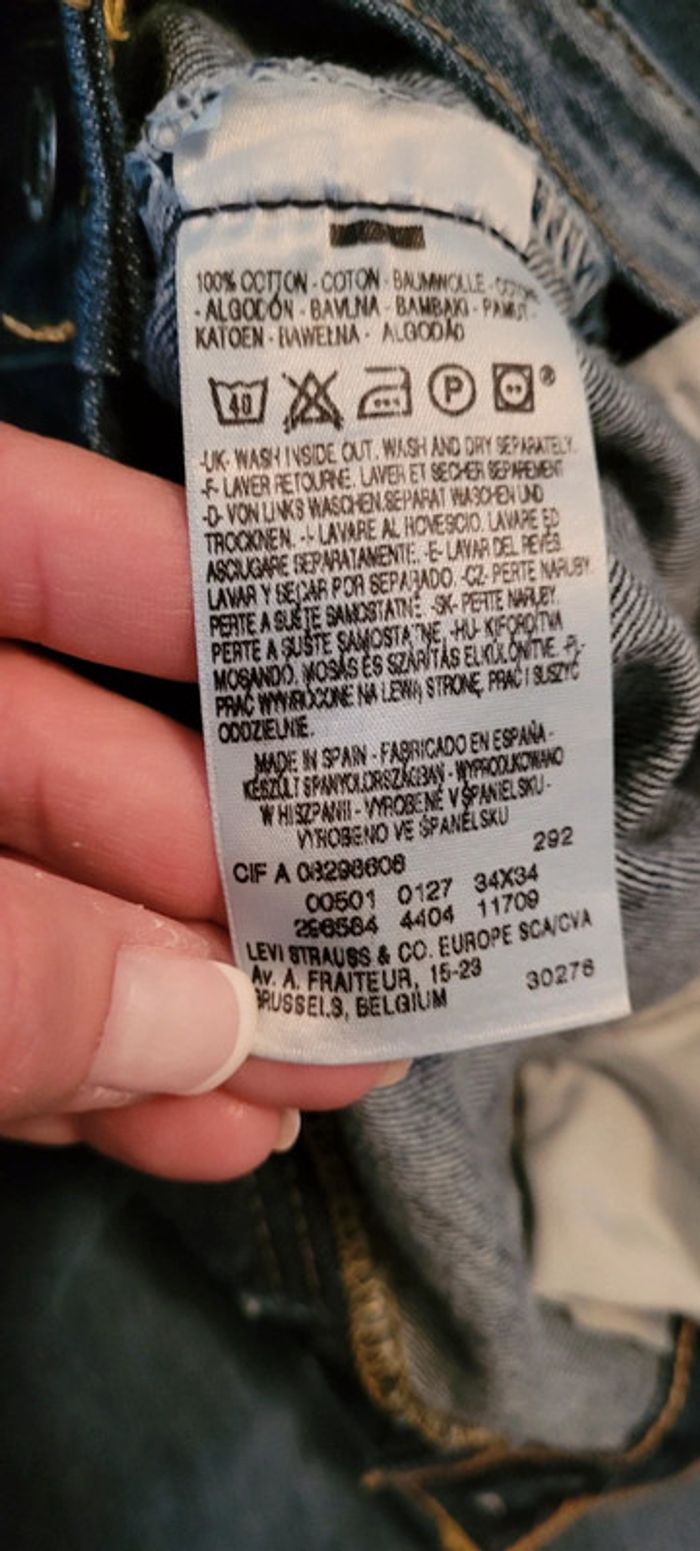 100% COTTON - COTON - BAUMWOLLE -
- ALGODÓN - BAVLNA - BAMBAKI - PAMUT -
KATOEN - BAWEŁNA - ALGODÃO
40 P ®
-UK- WASH INSIDE OUT. WASH AND DRY SEPARATELY.
-F- LAVER RETOURNE. LAVER ET SECHER SEPAREMENT
-D- VON LINKS WASCHEN.SEPARAT WASCHEN UND
TROCKNEN. -I- LAVARE AL ROVESCIO. LAVARE ED
ASCIUGARE SEPARATAMENTE. -E- LAVAR DEL REVÉS.
LAVAR Y SECAR POR SEPARADO. -CZ- PERTE NARUBY.
PERTE A SUŠTE SAMOSTATNĚ. -SK- PERTE NARUBY.
PERTE A SUŠTE SAMOSTATNE. -HU- KIFORDÍTVA
MOSANDÓ. MOSÁS ÉS SZÁRÍTÁS ELKÜLÖNÍTVE. -PL-
PRAĆ WYWRÓCONE NA LEWĄ STRONĘ. PRAĆ I SUSZYĆ
ODDZIELNIE.
MADE IN SPAIN - FABRICADO EN ESPAÑA -
KÉSZÜLT SPANYOLORSZÁGBAN - WYPRODUKOWANO
W HISZPANII - VYROBENÉ V ŠPANIELSKU -
VYROBENO VE ŠPANĚLSKU
292
CIF A 08298606
00501 0127 34X34
296584 4404 11709
LEVI STRAUSS & CO. EUROPE SCA/CVA
AV. A. FRAITEUR, 15-23 30276
BRUSSELS, BELGIUM